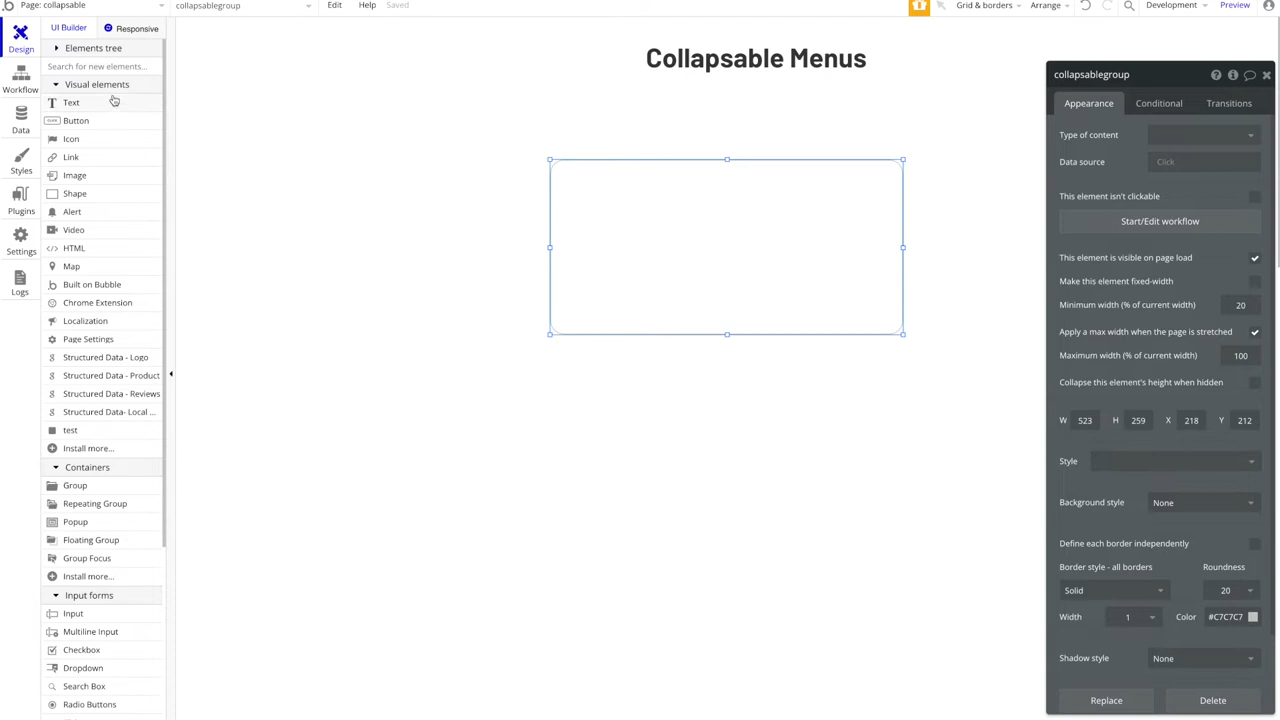 Page: collapsable
collapsablegroup
Edit
Help
Saved
Grid & borders
Arrange
Development
Preview
UI Builder
Responsive
Design
Workflow
Data
Styles
Plugins
Settings
Logs
Elements tree
Search for new elements...
Visual elements
Text
CLICK
Button
Icon
Link
Image
Shape
Alert
Video
HTML
Map
Built on Bubble
Chrome Extension
Localization
Page Settings
Structured Data - Logo
Structured Data - Product
Structured Data - Reviews
Structured Data- Local ...
test
Install more...
Containers
Group
Repeating Group
Popup
Floating Group
Group Focus
Install more...
Input forms
Input
Multiline Input
Checkbox
Dropdown
Search Box
Radio Buttons
Collapsable Menus
collapsablegroup
Appearance
Conditional
Transitions
Type of content
Data source
Click
This element isn't clickable
Start/Edit workflow
This element is visible on page load
Make this element fixed-width
Minimum width (% of current width)
20
Apply a max width when the page is stretched
Maximum width (% of current width)
100
Collapse this element's height when hidden
W 523 H 259 X 218 Y 212
Style
Background style
None
Define each border independently
Border style - all borders
Roundness
Solid
20
Width
1
Color
#C7C7C7
Shadow style
None
Replace
Delete